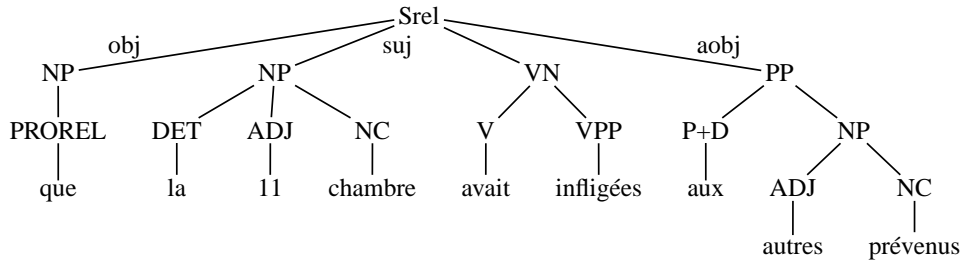 Srel
obj suj aobj
NP NP VN PP
PROREL DET ADJ NC V VPP P+D NP
que la 11 chambre avait infligées aux ADJ NC
autres prévenus